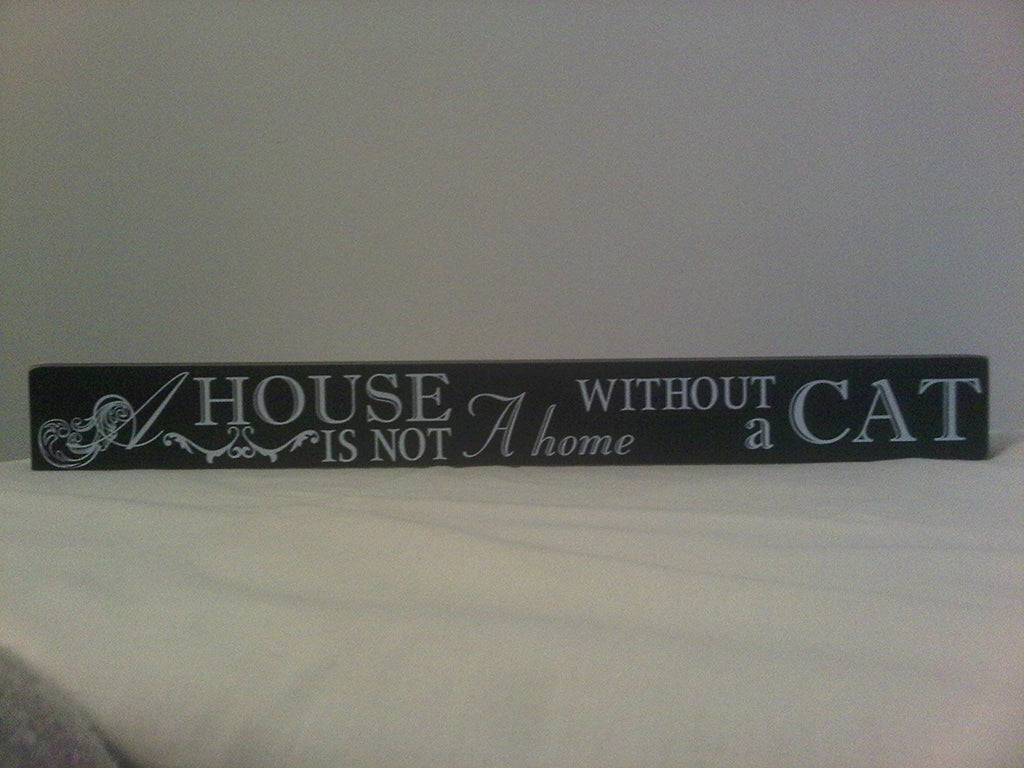 A HOUSE
IS NOT
A home
WITHOUT
a CAT